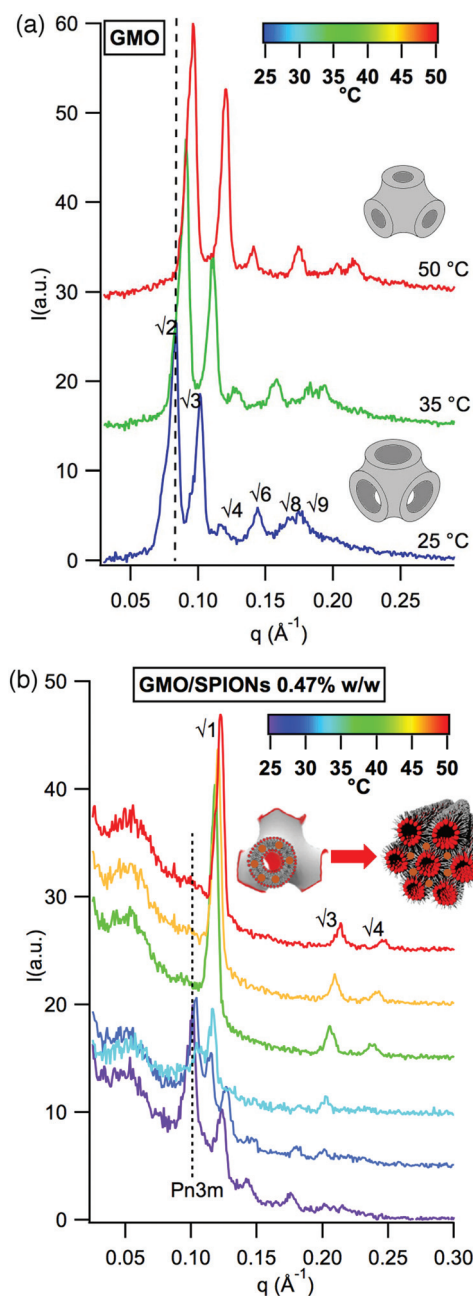 (a)
GMO
60
50
40
30
20
10
0
I(a.u.)
25 30 35 40 45 50
°C
50 °C
35 °C
25 °C
√2
√3
√4
√6
√8
√9
0.05 0.10 0.15 0.20 0.25
q (Å⁻¹)
(b)
GMO/SPIONs 0.47% w/w
50
40
30
20
10
0
I(a.u.)
25 30 35 40 45 50
°C
√1
√3
√4
Pn3m
0.05 0.10 0.15 0.20 0.25 0.30
q (Å⁻¹)